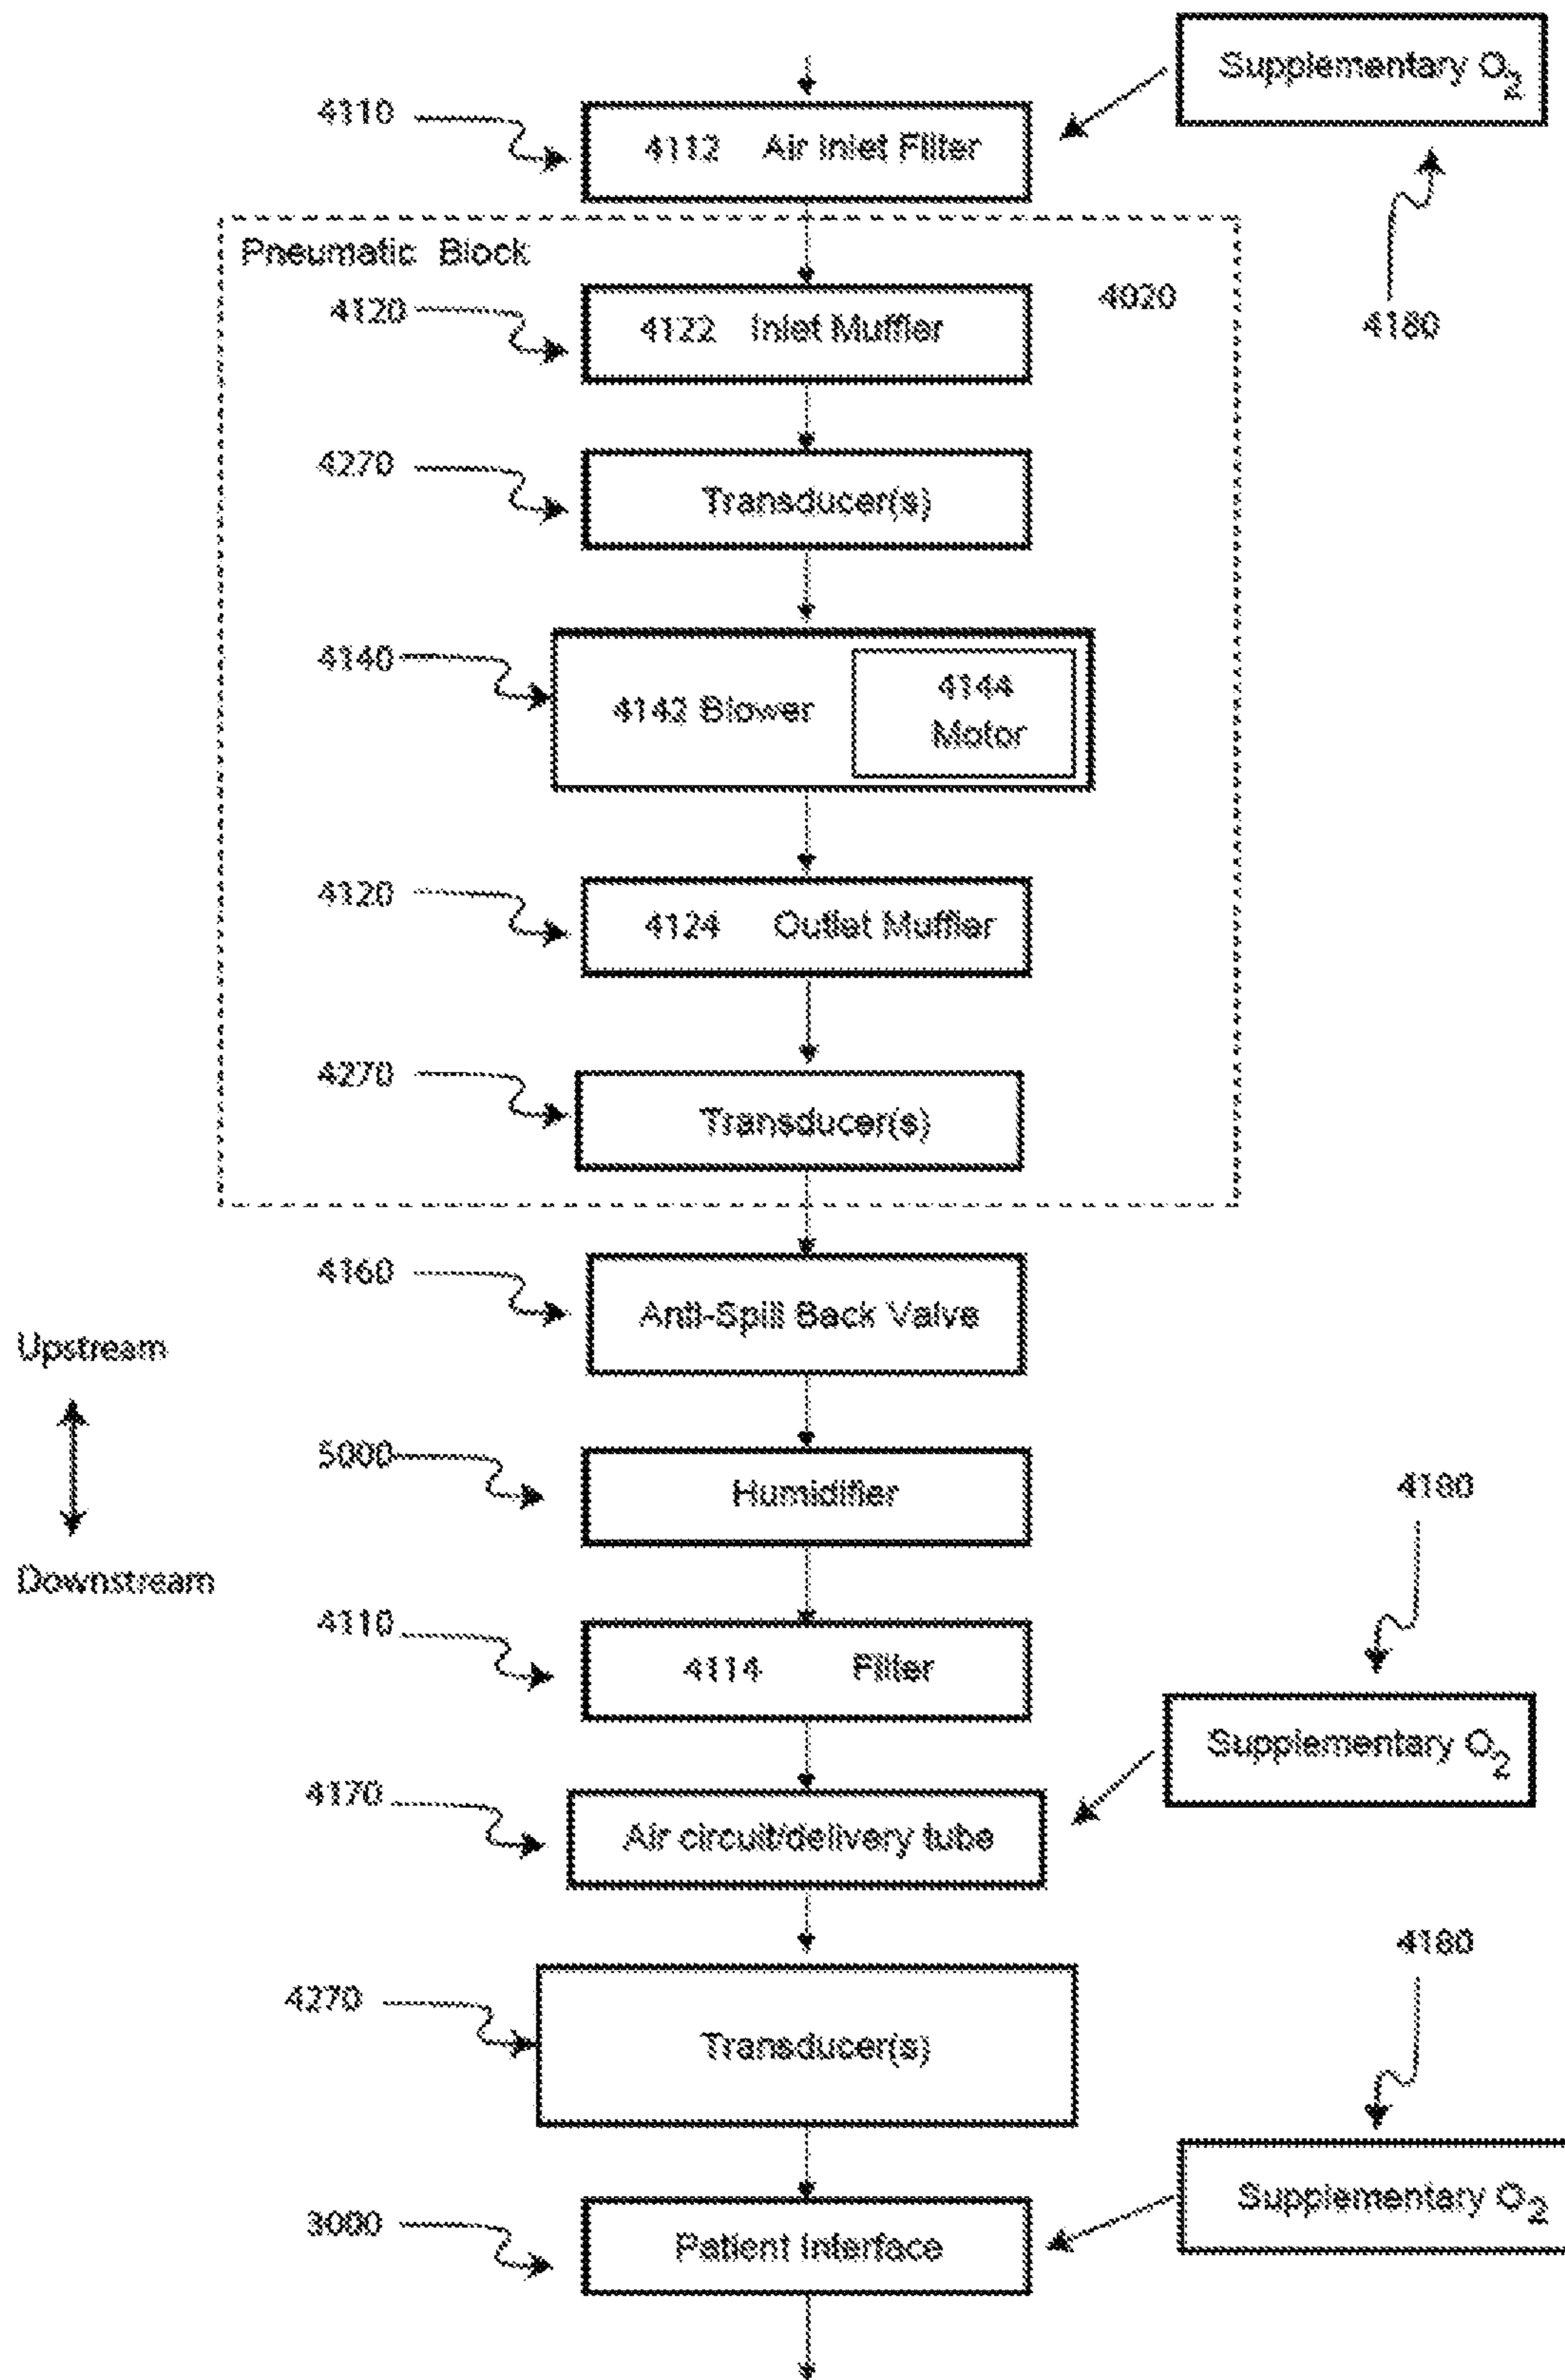 Supplementary O2
4110
4112 Air Inlet Filter
Pneumatic Block
4020
4180
4120
4122 Inlet Muffler
4270
Transducer(s)
4140
4142 Blower
4144
Motor
4120
4124 Outlet Muffler
4270
Transducer(s)
4160
Anti-Spill Back Valve
Upstream
5000
Humidifier
4180
Downstream
4110
4114 Filter
Supplementary O2
4170
Air circuit/delivery tube
4180
4270
Transducer(s)
Supplementary O2
3000
Patient Interface